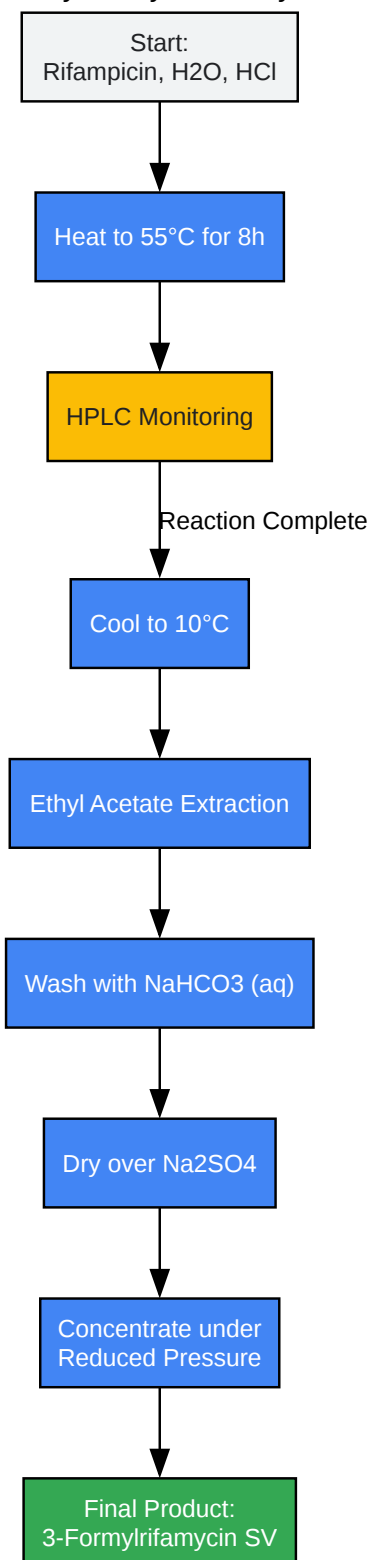 Start:
Rifampicin, H2O, HCl
Heat to 55°C for 8h
HPLC Monitoring
Reaction Complete
Cool to 10°C
Ethyl Acetate Extraction
Wash with NaHCO3 (aq)
Dry over Na2SO4
Concentrate under
Reduced Pressure
Final Product:
3-Formylrifamycin SV